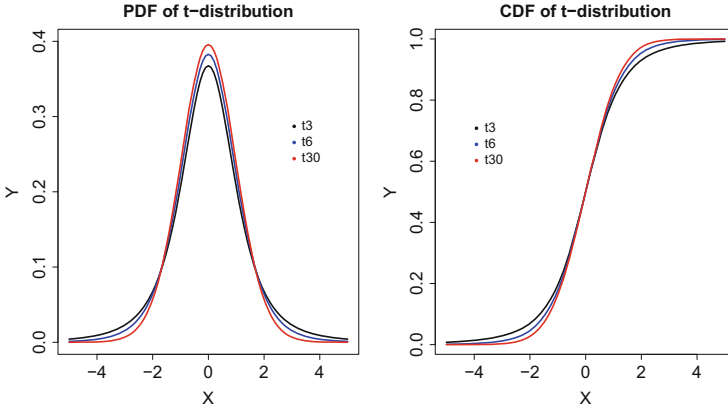 PDF of t−distribution
0.4
0.3
0.2
0.1
0.0
Y
t3
t6
t30
−4 −2 0 2 4
X
CDF of t−distribution
1.0
0.8
0.6
0.4
0.2
0.0
Y
t3
t6
t30
−4 −2 0 2 4
X